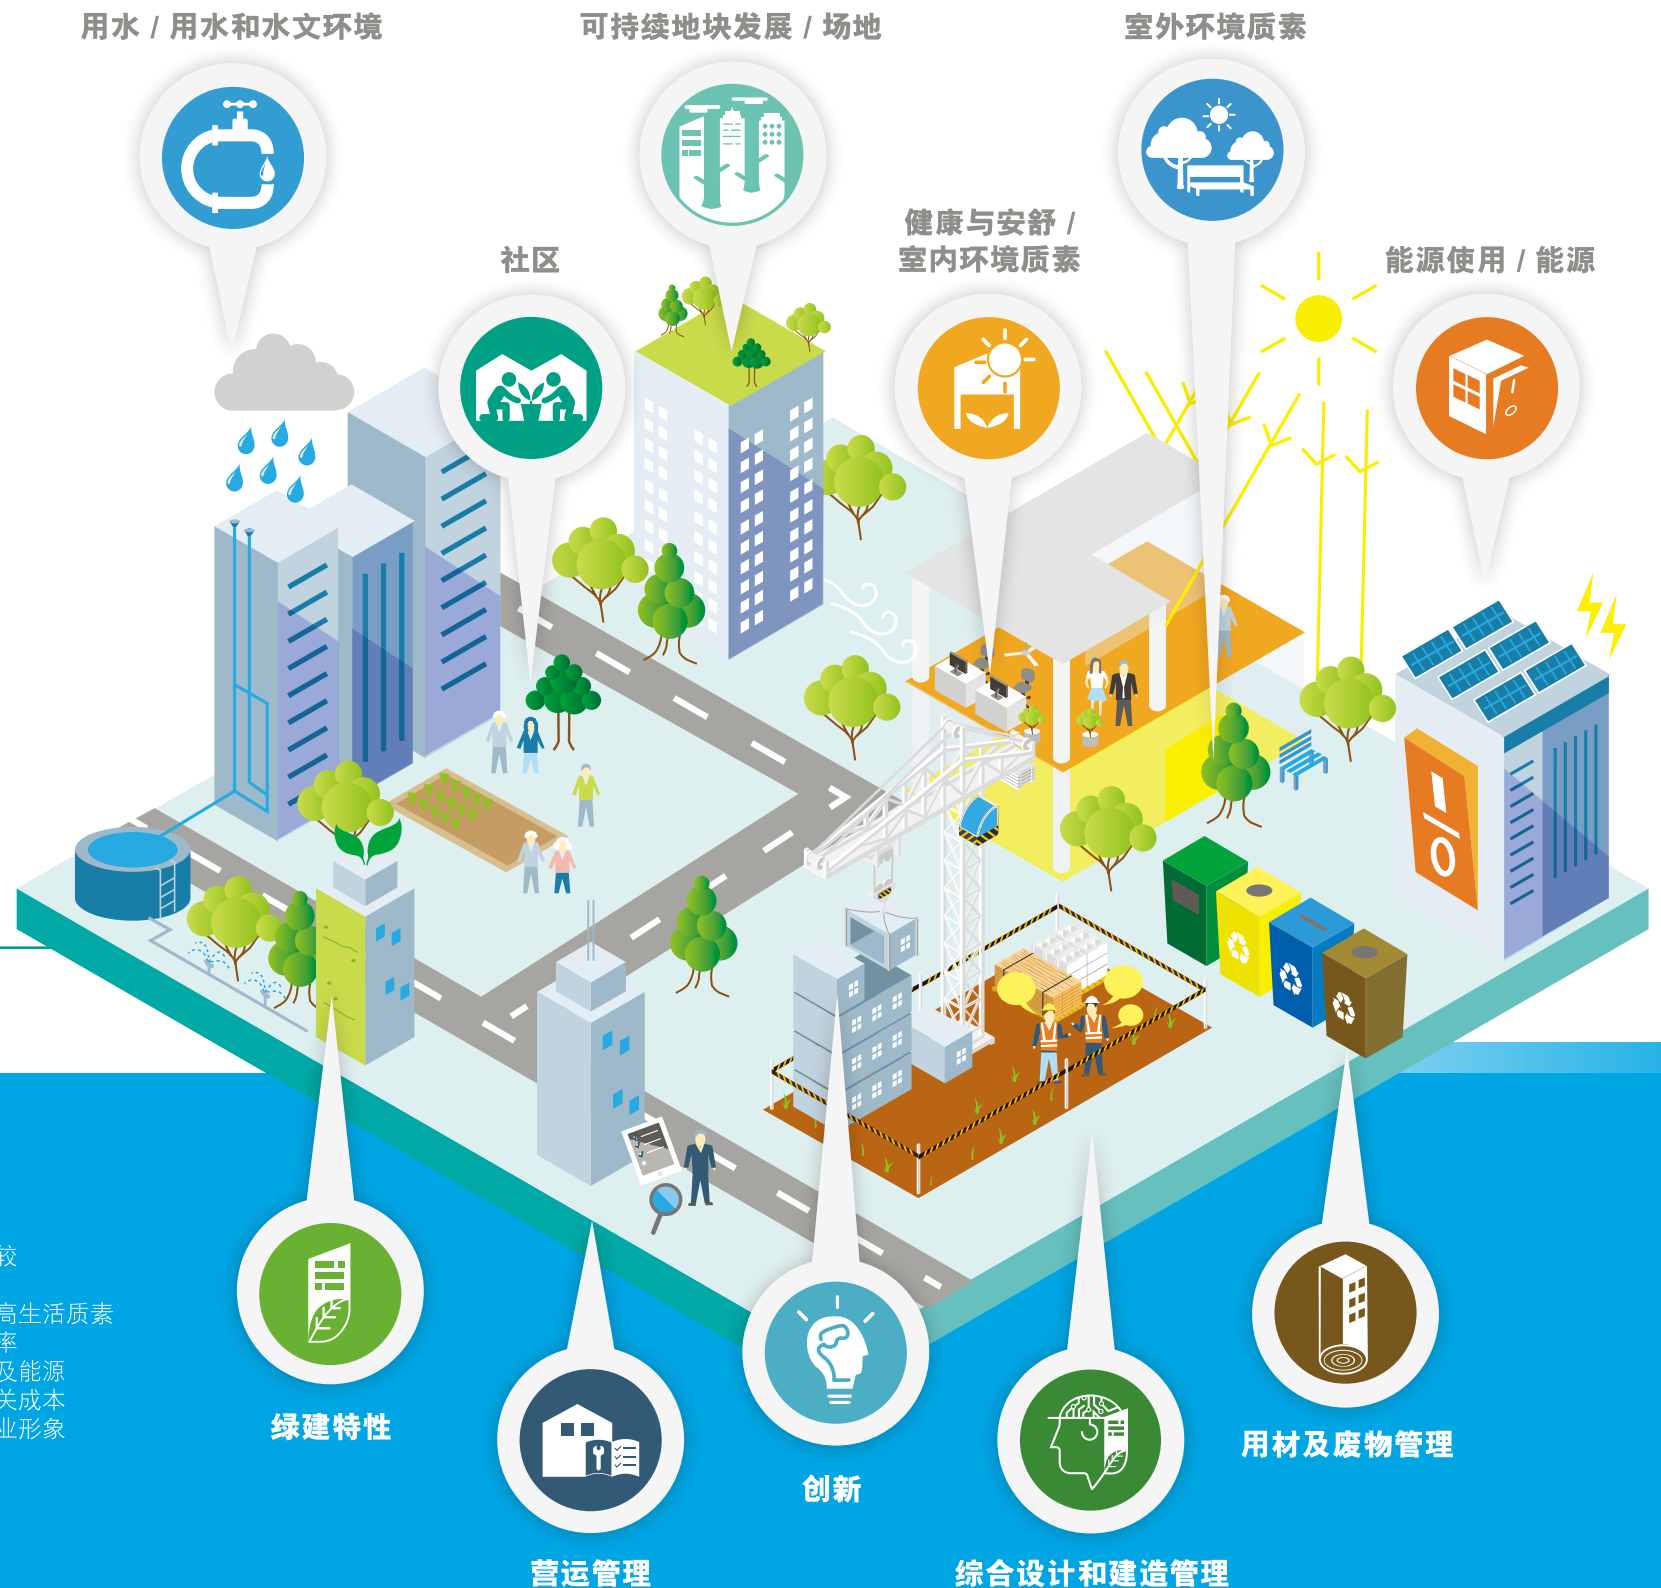 用水 / 用水和水文环境
可持续地块发展 / 场地
室外环境质素
健康与安舒 /
室内环境质素
社区
能源使用 / 能源
较
高生活质素
率
及能源
关成本
业形象
绿建特性
用材及废物管理
创新
营运管理
综合设计和建造管理